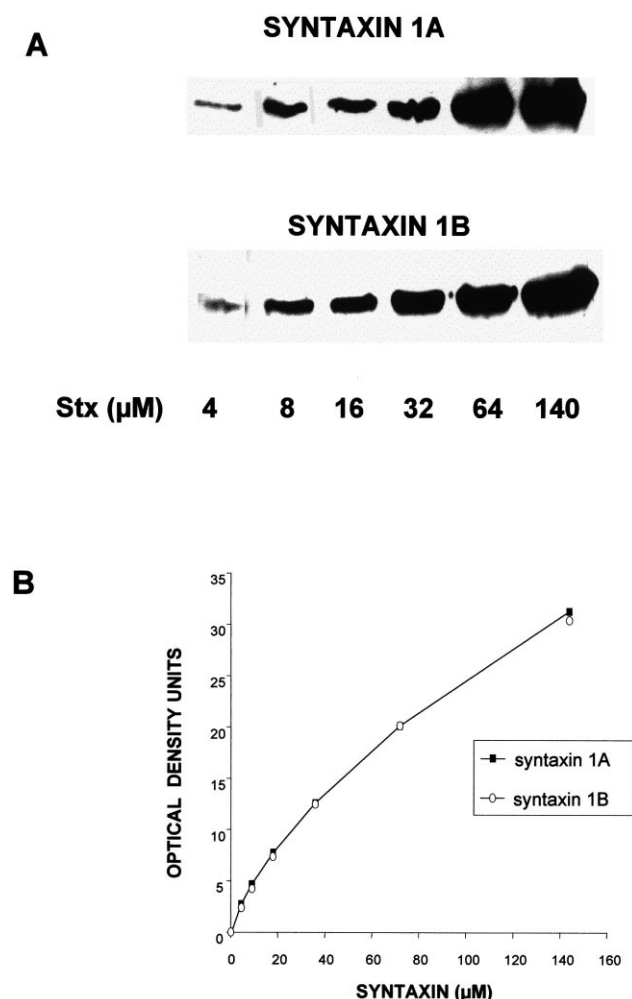 A
SYNTAXIN 1A
SYNTAXIN 1B
Stx (µM) 4 8 16 32 64 140
B
35
30
25
20
15
10
5
0
OPTICAL DENSITY UNITS
0 20 40 60 80 100 120 140 160
SYNTAXIN (µM)
syntaxin 1A
syntaxin 1B